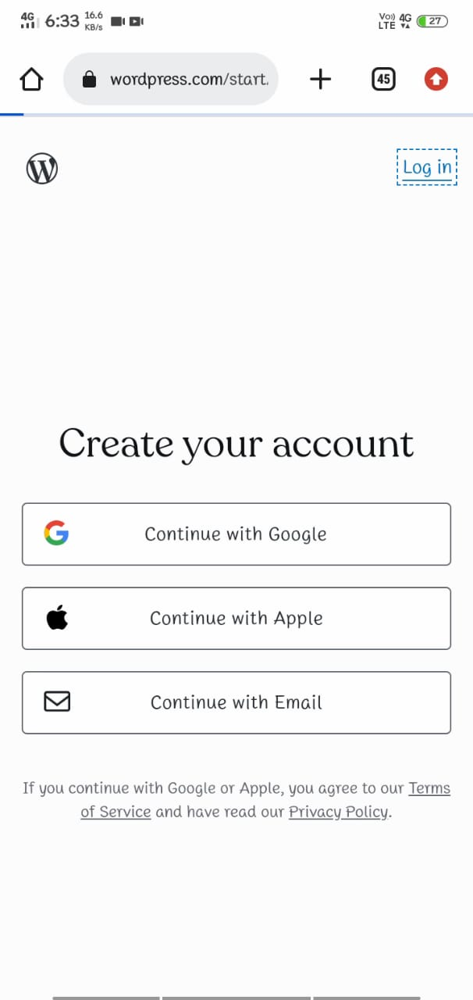 4G 6:33 16.6 KB/s Vo)) LTE 4G 27
wordpress.com/start. 45
Log in
Create your account
Continue with Google
Continue with Apple
Continue with Email
If you continue with Google or Apple, you agree to our Terms
of Service and have read our Privacy Policy.